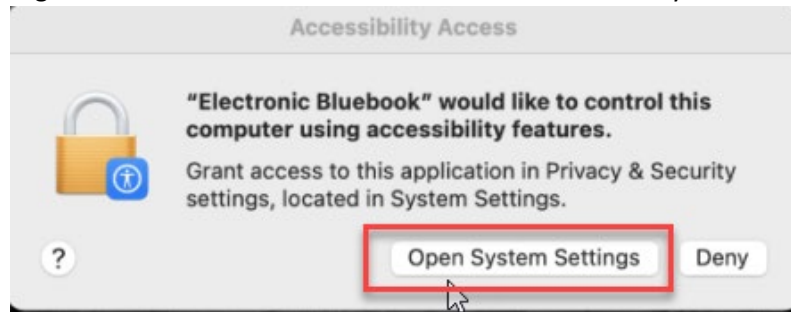 Accessibility Access
“Electronic Bluebook” would like to control this
computer using accessibility features.
Grant access to this application in Privacy & Security
settings, located in System Settings.
?
Open System Settings
Deny